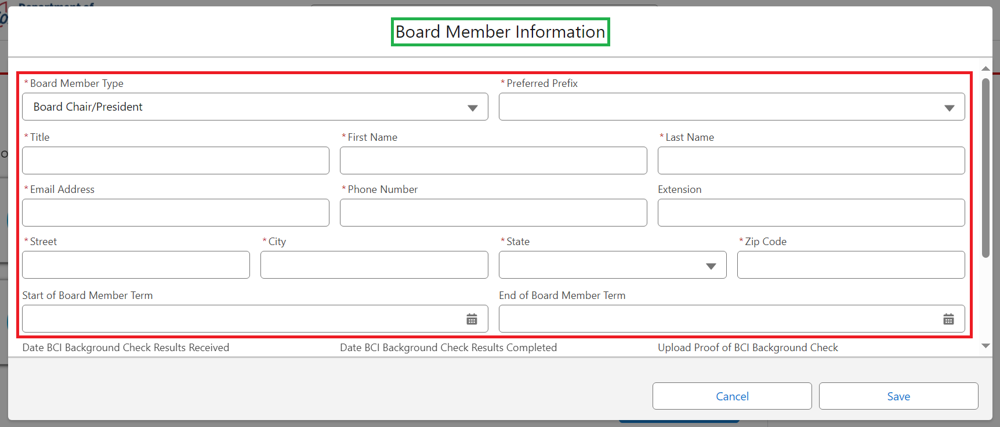 Department of
Board Member Information
*Board Member Type
*Preferred Prefix
Board Chair/President
*Title
*First Name
*Last Name
*Email Address
*Phone Number
Extension
*Street
*City
*State
*Zip Code
Start of Board Member Term
End of Board Member Term
Date BCI Background Check Results Received
Date BCI Background Check Results Completed
Upload Proof of BCI Background Check
Cancel
Save